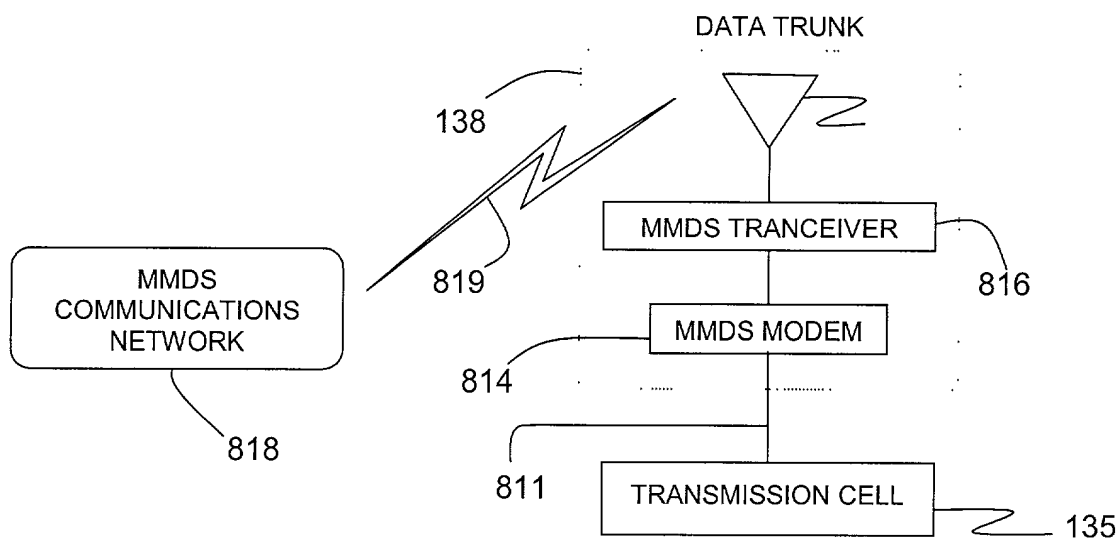 DATA TRUNK
138
MMDS TRANCEIVER
819
816
MMDS
COMMUNICATIONS
NETWORK
MMDS MODEM
814
818
811
TRANSMISSION CELL
135